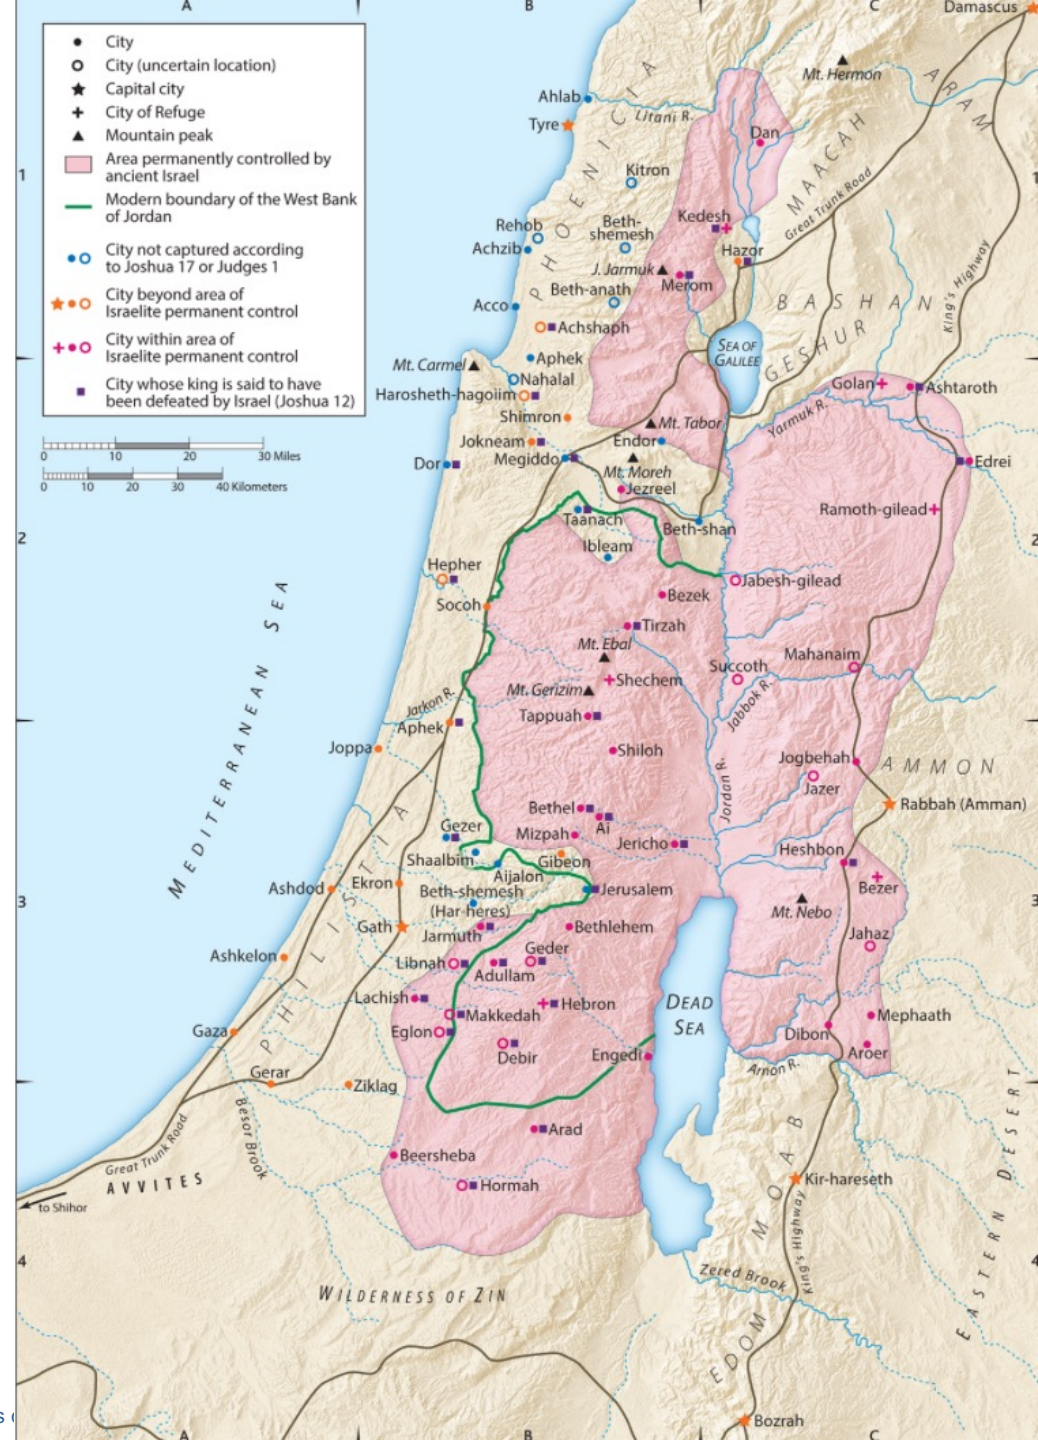 A
B
C
Damascus
City
City (uncertain location)
Capital city
City of Refuge
Mountain peak
Area permanently controlled by
ancient Israel
Modern boundary of the West Bank
of Jordan
City not captured according
to Joshua 17 or Judges 1
City beyond area of
Israelite permanent control
City within area of
Israelite permanent control
City whose king is said to have
been defeated by Israel (Joshua 12)
0 10 20 30 Miles
0 10 20 30 40 Kilometers
1
1
2
2
3
3
4
4
Mt. Hermon
ARAM
Ahlab
Litani R.
Tyre
PHOENICIA
Dan
MAACAH
Kitron
Great Trunk Road
Kedesh
Rehob
Beth-
shemesh
Achzib
Hazor
J. Jarmuk
Merom
Beth-anath
King's Highway
BASHAN
Acco
Achshaph
SEA OF
GALILEE
GESHUR
Aphek
Mt. Carmel
Nahalal
Golan
Ashtaroth
Harosheth-hagoiim
Shimron
Mt. Tabor
Yarmuk R.
Jokneam
Endor
Dor
Megiddo
Edrei
Mt. Moreh
Jezreel
Ramoth-gilead
Taanach
Beth-shan
Ibleam
Hepher
Jabesh-gilead
Socoh
Bezek
Tirzah
Mt. Ebal
Mahanaim
Succoth
Shechem
Mt. Gerizim
Jabbok R.
Jarkon R.
Tappuah
Aphek
Joppa
Shiloh
Jogbehah
AMMON
Jazer
MEDITERRANEAN SEA
Jordan R.
Rabbah (Amman)
Bethel
Ai
Gezer
Mizpah
Jericho
Heshbon
Shaalbim
Gibeon
Aijalon
Bezer
Ashdod
Ekron
Beth-shemesh
(Har-heres)
Jerusalem
Mt. Nebo
PHILISTIA
Gath
Jarmuth
Bethlehem
Jahaz
Geder
Ashkelon
Libnah
Adullam
Lachish
Hebron
DEAD
SEA
Makkedah
Mephaath
Gaza
Eglon
Dibon
Debir
Engedi
Aroer
Arnon R.
Gerar
Ziklag
Besor Brook
Arad
Great Trunk Road
Beersheba
AVVITES
Hormah
MOAB
Kir-hareseth
to Shihor
King's Highway
EASTERN DESERT
Zered Brook
WILDERNESS OF ZIN
EDOM
Bozrah
A
B
C